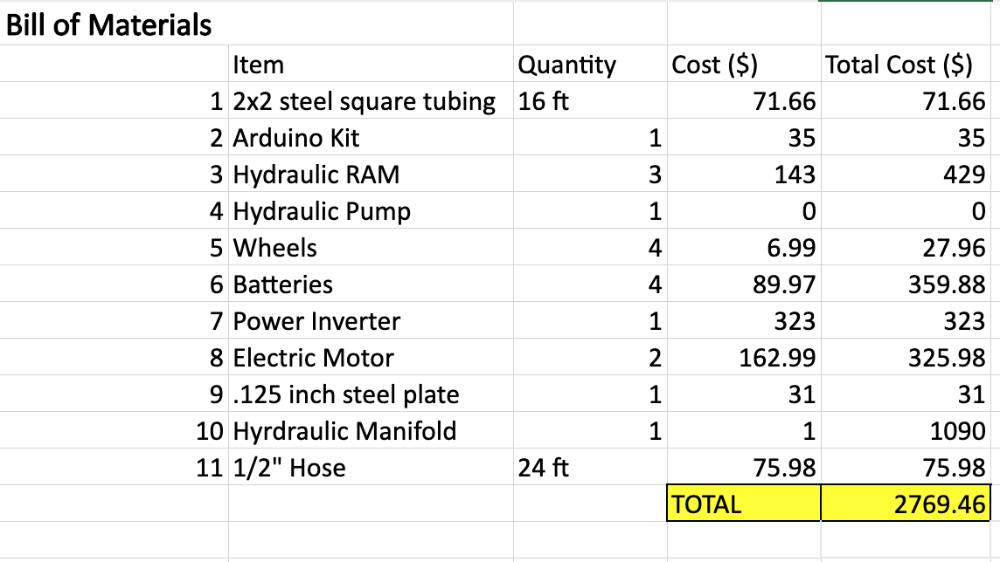 Bill of Materials
Item Quantity Cost ($) Total Cost ($)
1 2x2 steel square tubing 16 ft 71.66 71.66
2 Arduino Kit 1 35 35
3 Hydraulic RAM 3 143 429
4 Hydraulic Pump 1 0 0
5 Wheels 4 6.99 27.96
6 Batteries 4 89.97 359.88
7 Power Inverter 1 323 323
8 Electric Motor 2 162.99 325.98
9 .125 inch steel plate 1 31 31
10 Hyrdraulic Manifold 1 1 1090
11 1/2" Hose 24 ft 75.98 75.98
TOTAL 2769.46